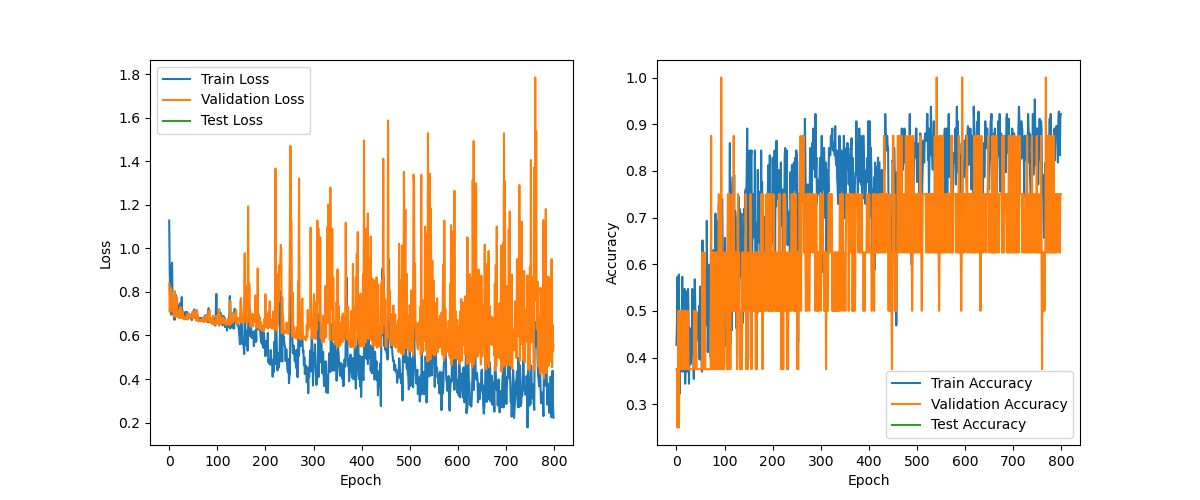 Train Loss
Validation Loss
Test Loss
1.8
1.6
1.4
1.2
1.0
0.8
0.6
0.4
0.2
Loss
0 100 200 300 400 500 600 700 800
Epoch
1.0
0.9
0.8
0.7
0.6
0.5
0.4
0.3
Accuracy
Train Accuracy
Validation Accuracy
Test Accuracy
0 100 200 300 400 500 600 700 800
Epoch